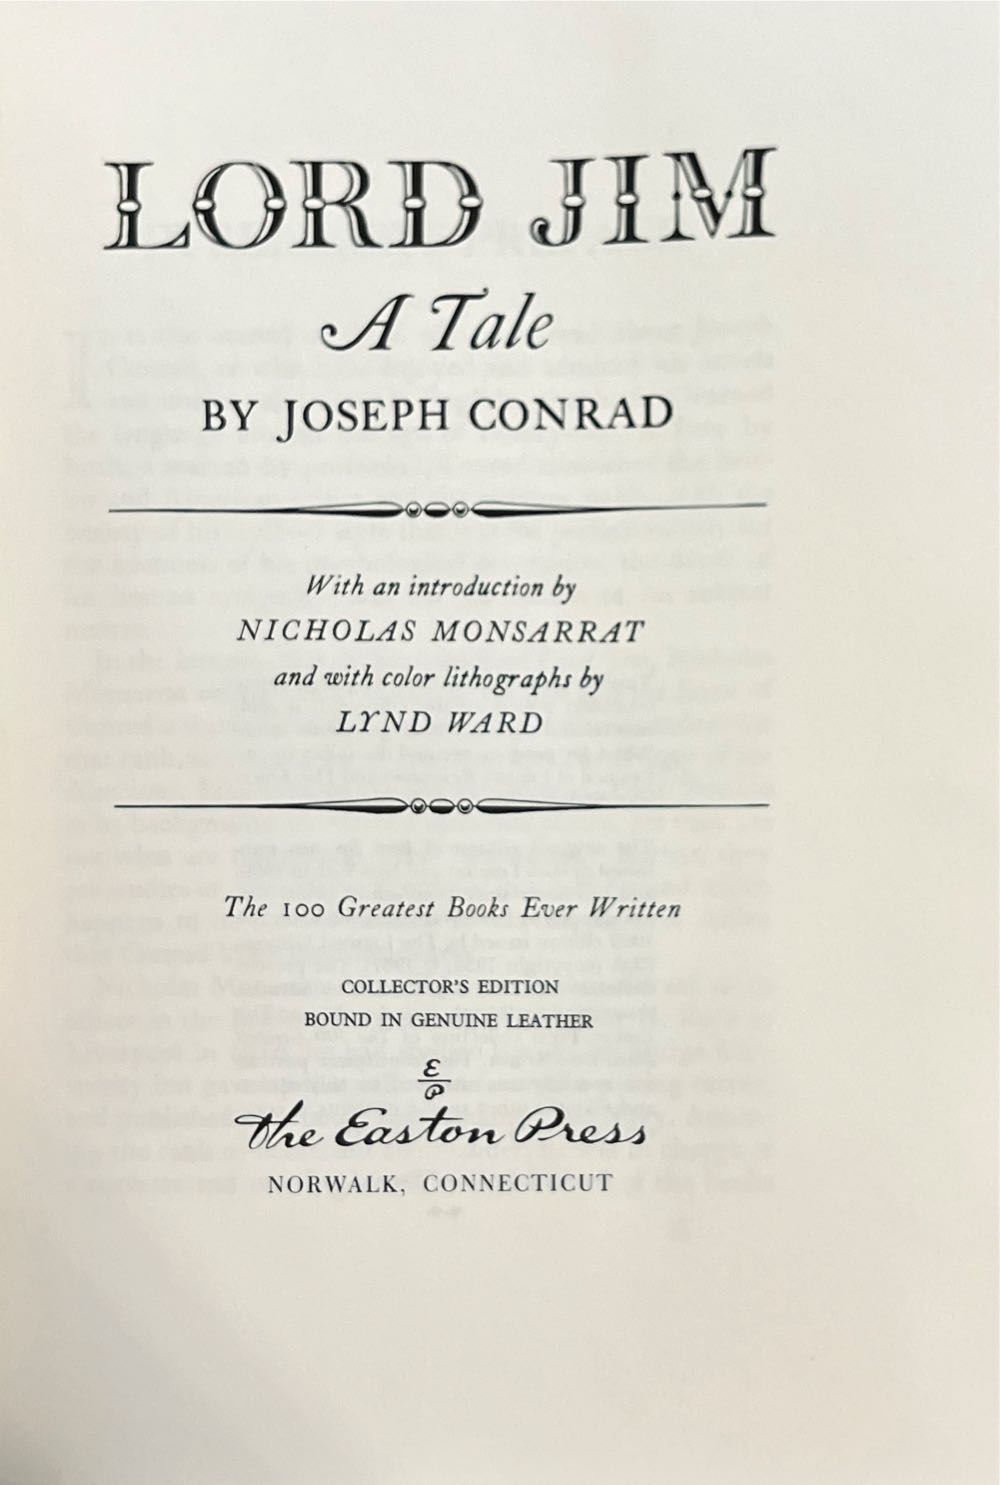 LORD JIM
A Tale
BY JOSEPH CONRAD
With an introduction by
NICHOLAS MONSARRAT
and with color lithographs by
LYND WARD
The 100 Greatest Books Ever Written
COLLECTOR'S EDITION
BOUND IN GENUINE LEATHER
E
P
The Easton Press
NORWALK, CONNECTICUT